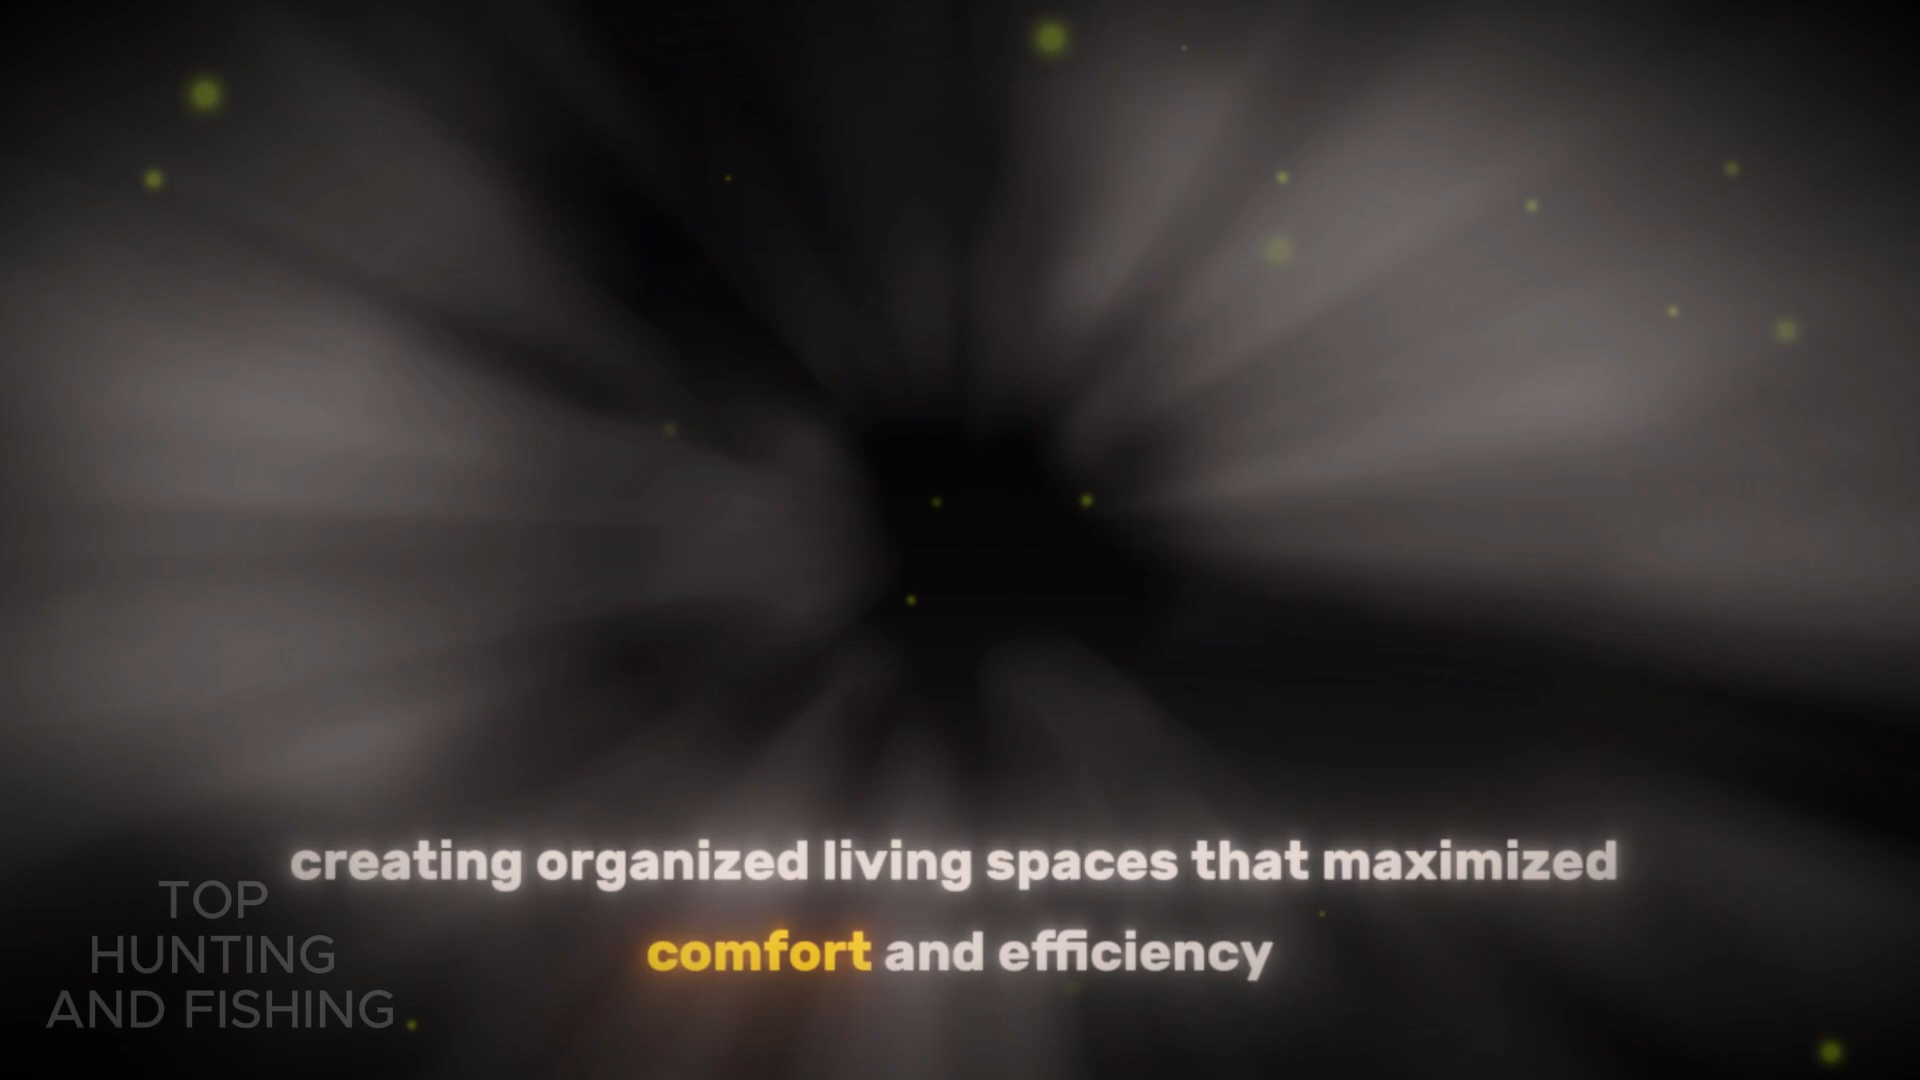 creating organized living spaces that maximized
comfort and efficiency
TOP
HUNTING
AND FISHING